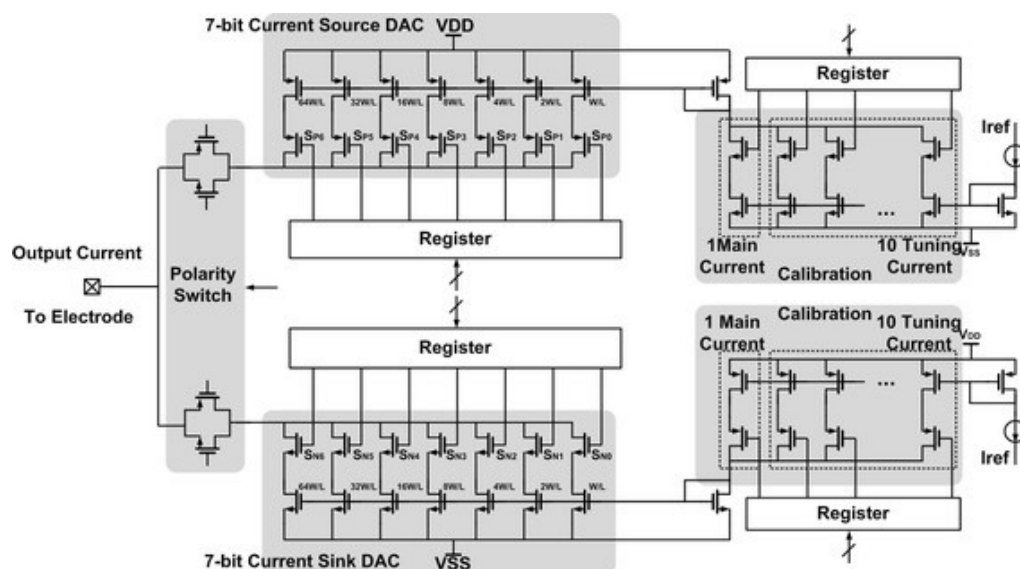 7-bit Current Source DAC
VDD
64W/L 32W/L 16W/L 8W/L 4W/L 2W/L W/L
SP6 SP5 SP4 SP3 SP2 SP1 SP0
Register
Register
Iref
1Main
Current
10 Tuning
Current
VSS
Calibration
Output Current
To Electrode
Polarity
Switch
Register
Calibration
1 Main
Current
10 Tuning
Current
VDD
SN6 SN5 SN4 SN3 SN2 SN1 SN0
64W/L 32W/L 16W/L 8W/L 4W/L 2W/L W/L
Iref
Register
7-bit Current Sink DAC
VSS
...
...